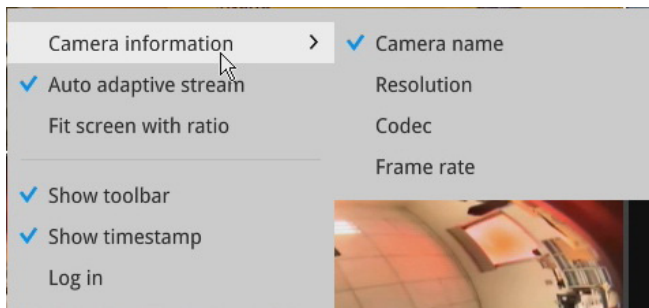 Camera information
Auto adaptive stream
Fit screen with ratio
Show toolbar
Show timestamp
Log in
Camera name
Resolution
Codec
Frame rate